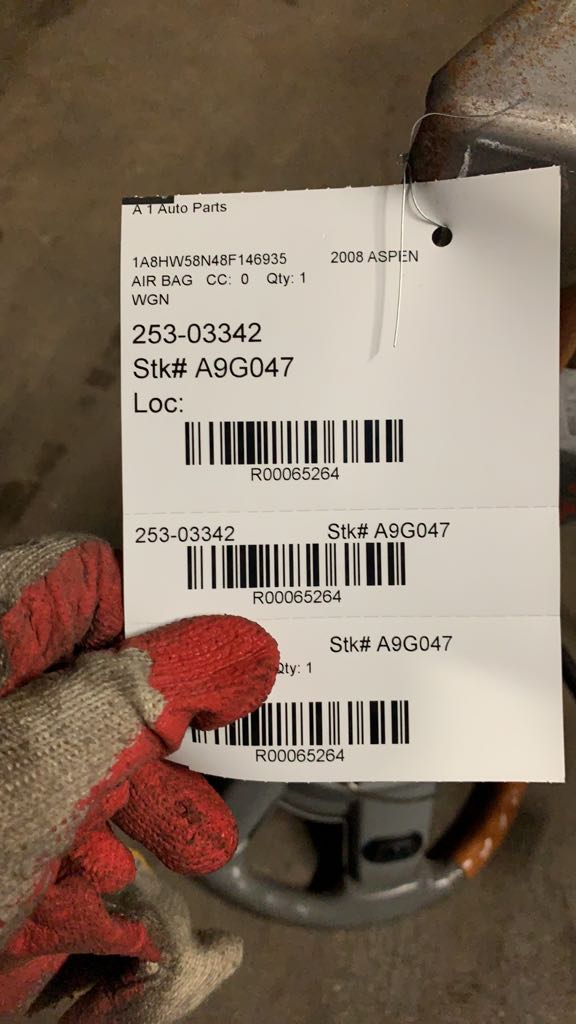 A 1 Auto Parts
1A8HW58N48F146935 2008 ASPEN
AIR BAG CC: 0 Qty: 1
WGN
253-03342
Stk# A9G047
Loc:
R00065264
253-03342 Stk# A9G047
R00065264
Stk# A9G047
Qty: 1
R00065264